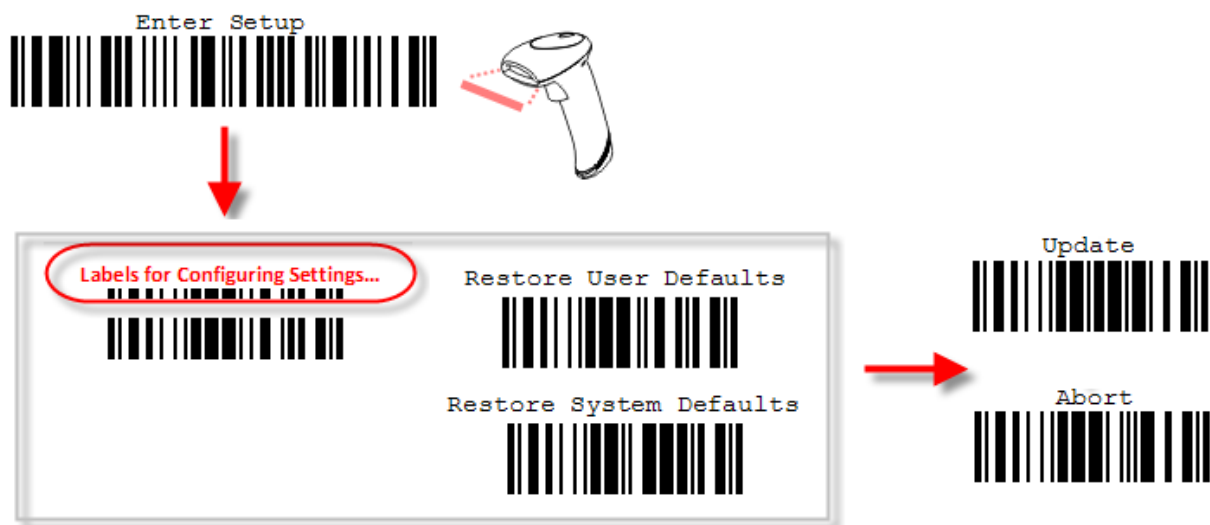 Enter Setup
Labels for Configuring Settings...
Restore User Defaults
Restore System Defaults
Update
Abort